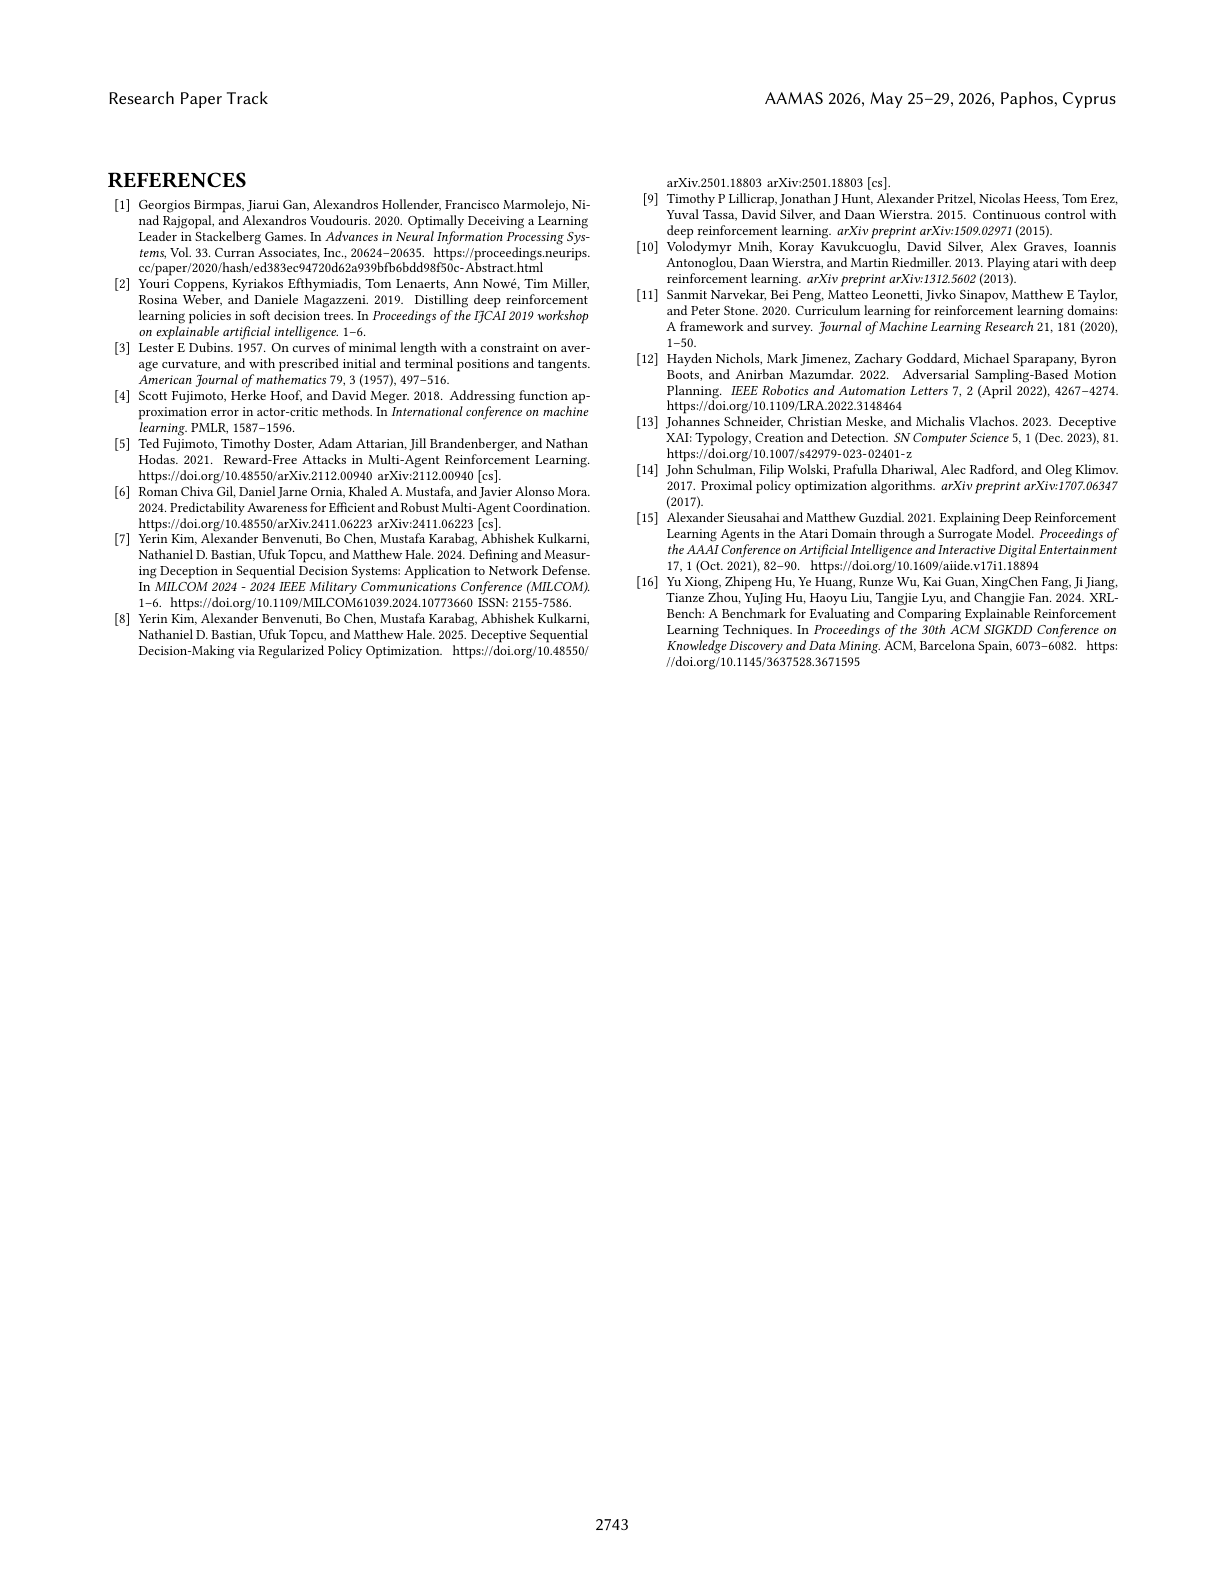 Research Paper Track
AAMAS 2026, May 25–29, 2026, Paphos, Cyprus
REFERENCES
[1] Georgios Birmpas, Jiarui Gan, Alexandros Hollender, Francisco Marmolejo, Ni-
nad Rajgopal, and Alexandros Voudouris. 2020. Optimally Deceiving a Learning
Leader in Stackelberg Games. In Advances in Neural Information Processing Sys-
tems, Vol. 33. Curran Associates, Inc., 20624–20635. https://proceedings.neurips.
cc/paper/2020/hash/ed383ec94720d62a939bfb6bdd98f50c-Abstract.html
[2] Youri Coppens, Kyriakos Efthymiadis, Tom Lenaerts, Ann Nowé, Tim Miller,
Rosina Weber, and Daniele Magazzeni. 2019. Distilling deep reinforcement
learning policies in soft decision trees. In Proceedings of the IJCAI 2019 workshop
on explainable artificial intelligence. 1–6.
[3] Lester E Dubins. 1957. On curves of minimal length with a constraint on aver-
age curvature, and with prescribed initial and terminal positions and tangents.
American Journal of mathematics 79, 3 (1957), 497–516.
[4] Scott Fujimoto, Herke Hoof, and David Meger. 2018. Addressing function ap-
proximation error in actor-critic methods. In International conference on machine
learning. PMLR, 1587–1596.
[5] Ted Fujimoto, Timothy Doster, Adam Attarian, Jill Brandenberger, and Nathan
Hodas. 2021. Reward-Free Attacks in Multi-Agent Reinforcement Learning.
https://doi.org/10.48550/arXiv.2112.00940 arXiv:2112.00940 [cs].
[6] Roman Chiva Gil, Daniel Jarne Ornia, Khaled A. Mustafa, and Javier Alonso Mora.
2024. Predictability Awareness for Efficient and Robust Multi-Agent Coordination.
https://doi.org/10.48550/arXiv.2411.06223 arXiv:2411.06223 [cs].
[7] Yerin Kim, Alexander Benvenuti, Bo Chen, Mustafa Karabag, Abhishek Kulkarni,
Nathaniel D. Bastian, Ufuk Topcu, and Matthew Hale. 2024. Defining and Measur-
ing Deception in Sequential Decision Systems: Application to Network Defense.
In MILCOM 2024 - 2024 IEEE Military Communications Conference (MILCOM).
1–6. https://doi.org/10.1109/MILCOM61039.2024.10773660 ISSN: 2155-7586.
[8] Yerin Kim, Alexander Benvenuti, Bo Chen, Mustafa Karabag, Abhishek Kulkarni,
Nathaniel D. Bastian, Ufuk Topcu, and Matthew Hale. 2025. Deceptive Sequential
Decision-Making via Regularized Policy Optimization. https://doi.org/10.48550/
arXiv.2501.18803 arXiv:2501.18803 [cs].
[9] Timothy P Lillicrap, Jonathan J Hunt, Alexander Pritzel, Nicolas Heess, Tom Erez,
Yuval Tassa, David Silver, and Daan Wierstra. 2015. Continuous control with
deep reinforcement learning. arXiv preprint arXiv:1509.02971 (2015).
[10] Volodymyr Mnih, Koray Kavukcuoglu, David Silver, Alex Graves, Ioannis
Antonoglou, Daan Wierstra, and Martin Riedmiller. 2013. Playing atari with deep
reinforcement learning. arXiv preprint arXiv:1312.5602 (2013).
[11] Sanmit Narvekar, Bei Peng, Matteo Leonetti, Jivko Sinapov, Matthew E Taylor,
and Peter Stone. 2020. Curriculum learning for reinforcement learning domains:
A framework and survey. Journal of Machine Learning Research 21, 181 (2020),
1–50.
[12] Hayden Nichols, Mark Jimenez, Zachary Goddard, Michael Sparapany, Byron
Boots, and Anirban Mazumdar. 2022. Adversarial Sampling-Based Motion
Planning. IEEE Robotics and Automation Letters 7, 2 (April 2022), 4267–4274.
https://doi.org/10.1109/LRA.2022.3148464
[13] Johannes Schneider, Christian Meske, and Michalis Vlachos. 2023. Deceptive
XAI: Typology, Creation and Detection. SN Computer Science 5, 1 (Dec. 2023), 81.
https://doi.org/10.1007/s42979-023-02401-z
[14] John Schulman, Filip Wolski, Prafulla Dhariwal, Alec Radford, and Oleg Klimov.
2017. Proximal policy optimization algorithms. arXiv preprint arXiv:1707.06347
(2017).
[15] Alexander Sieusahai and Matthew Guzdial. 2021. Explaining Deep Reinforcement
Learning Agents in the Atari Domain through a Surrogate Model. Proceedings of
the AAAI Conference on Artificial Intelligence and Interactive Digital Entertainment
17, 1 (Oct. 2021), 82–90. https://doi.org/10.1609/aiide.v17i1.18894
[16] Yu Xiong, Zhipeng Hu, Ye Huang, Runze Wu, Kai Guan, XingChen Fang, Ji Jiang,
Tianze Zhou, YuJing Hu, Haoyu Liu, Tangjie Lyu, and Changjie Fan. 2024. XRL-
Bench: A Benchmark for Evaluating and Comparing Explainable Reinforcement
Learning Techniques. In Proceedings of the 30th ACM SIGKDD Conference on
Knowledge Discovery and Data Mining. ACM, Barcelona Spain, 6073–6082. https:
//doi.org/10.1145/3637528.3671595
2743